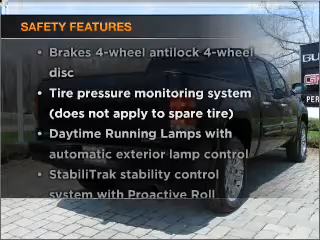 SAFETY FEATURES
• Brakes 4-wheel antilock 4-wheel
disc
• Tire pressure monitoring system
(does not apply to spare tire)
• Daytime Running Lamps with
automatic exterior lamp control
• StabiliTrak stability control
system with Proactive Roll